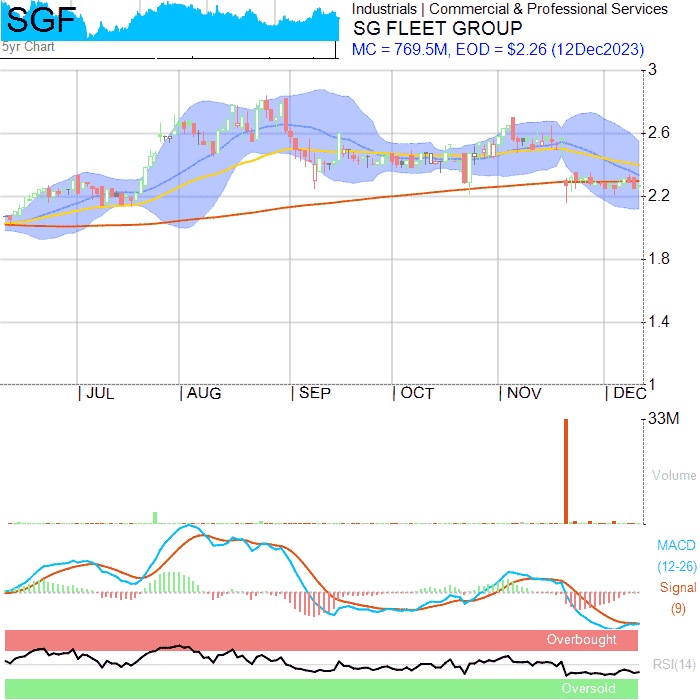 SGF
5yr Chart
Industrials | Commercial & Professional Services
SG FLEET GROUP
MC = 769.5M, EOD = $2.26 (12Dec2023)
3
2.6
2.2
1.8
1.4
1
| JUL | AUG | SEP | OCT | NOV | DEC
33M
Volume
MACD
(12-26)
Signal
(9)
Overbought
RSI(14)
Oversold